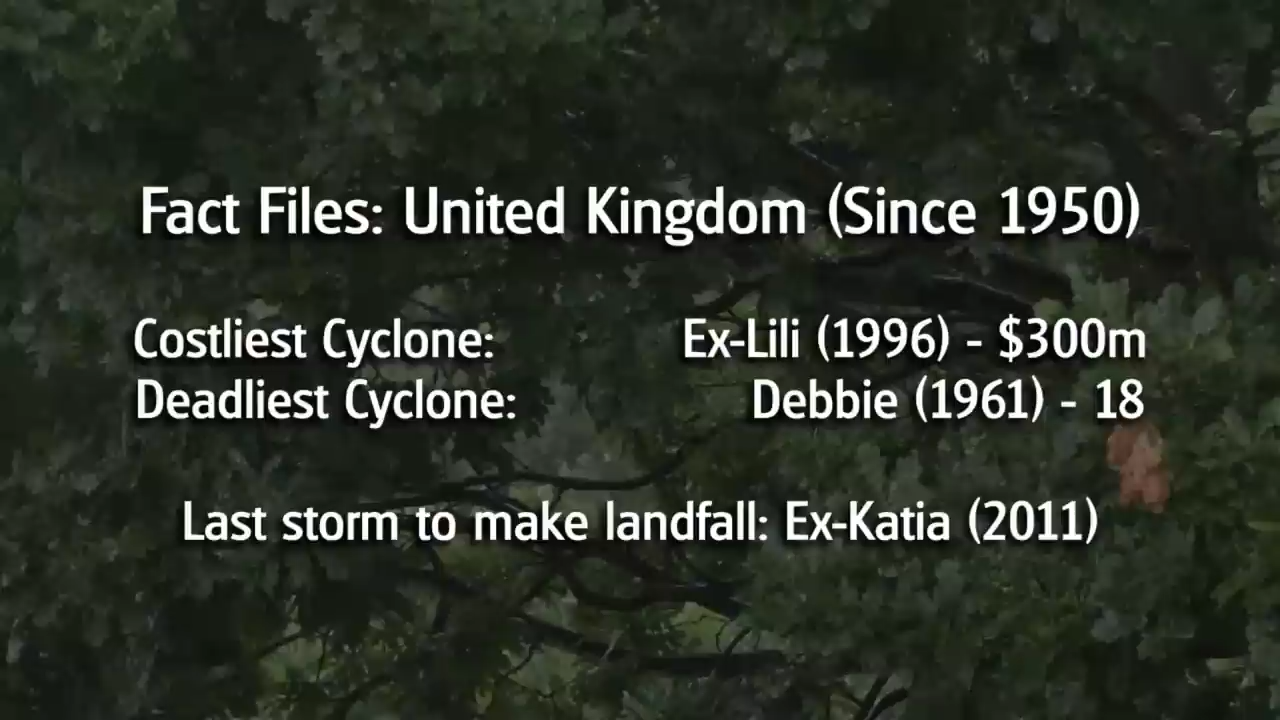 Fact Files: United Kingdom (Since 1950)
Costliest Cyclone: Ex-Lili (1996) - $300m
Deadliest Cyclone: Debbie (1961) - 18
Last storm to make landfall: Ex-Katia (2011)